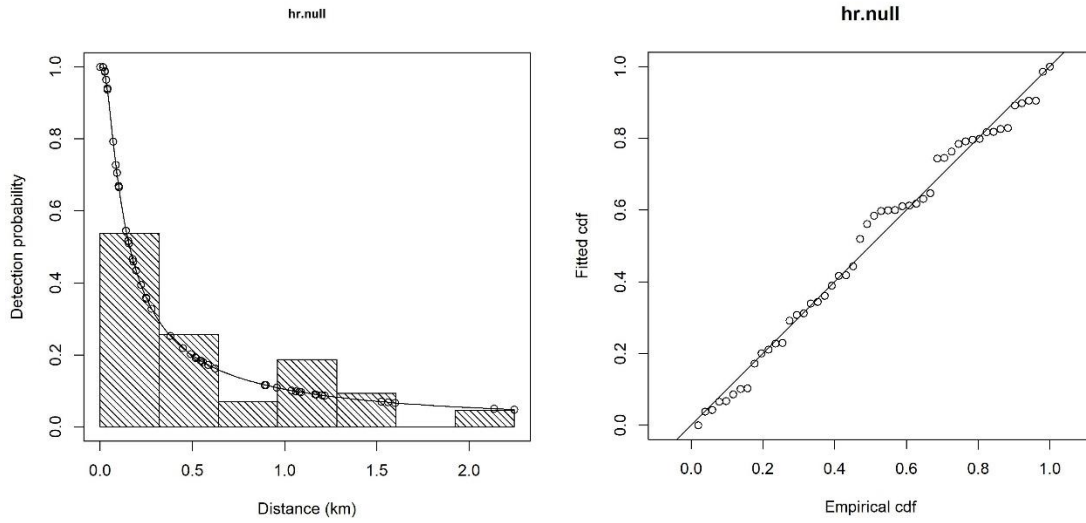 hr.null
Detection probability
1.0
0.8
0.6
0.4
0.2
0.0
0.0 0.5 1.0 1.5 2.0
Distance (km)
hr.null
Fitted cdf
1.0
0.8
0.6
0.4
0.2
0.0
0.0 0.2 0.4 0.6 0.8 1.0
Empirical cdf